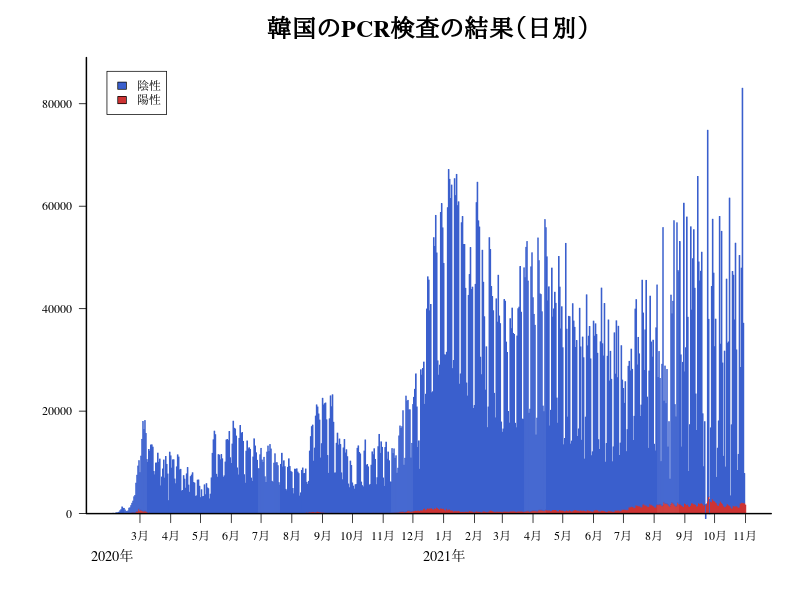 韓国のPCR検査の結果（日別）
陰性
陽性
80000
60000
40000
20000
0
3月 4月 5月 6月 7月 8月 9月 10月 11月 12月 1月 2月 3月 4月 5月 6月 7月 8月 9月 10月 11月
2020年 2021年